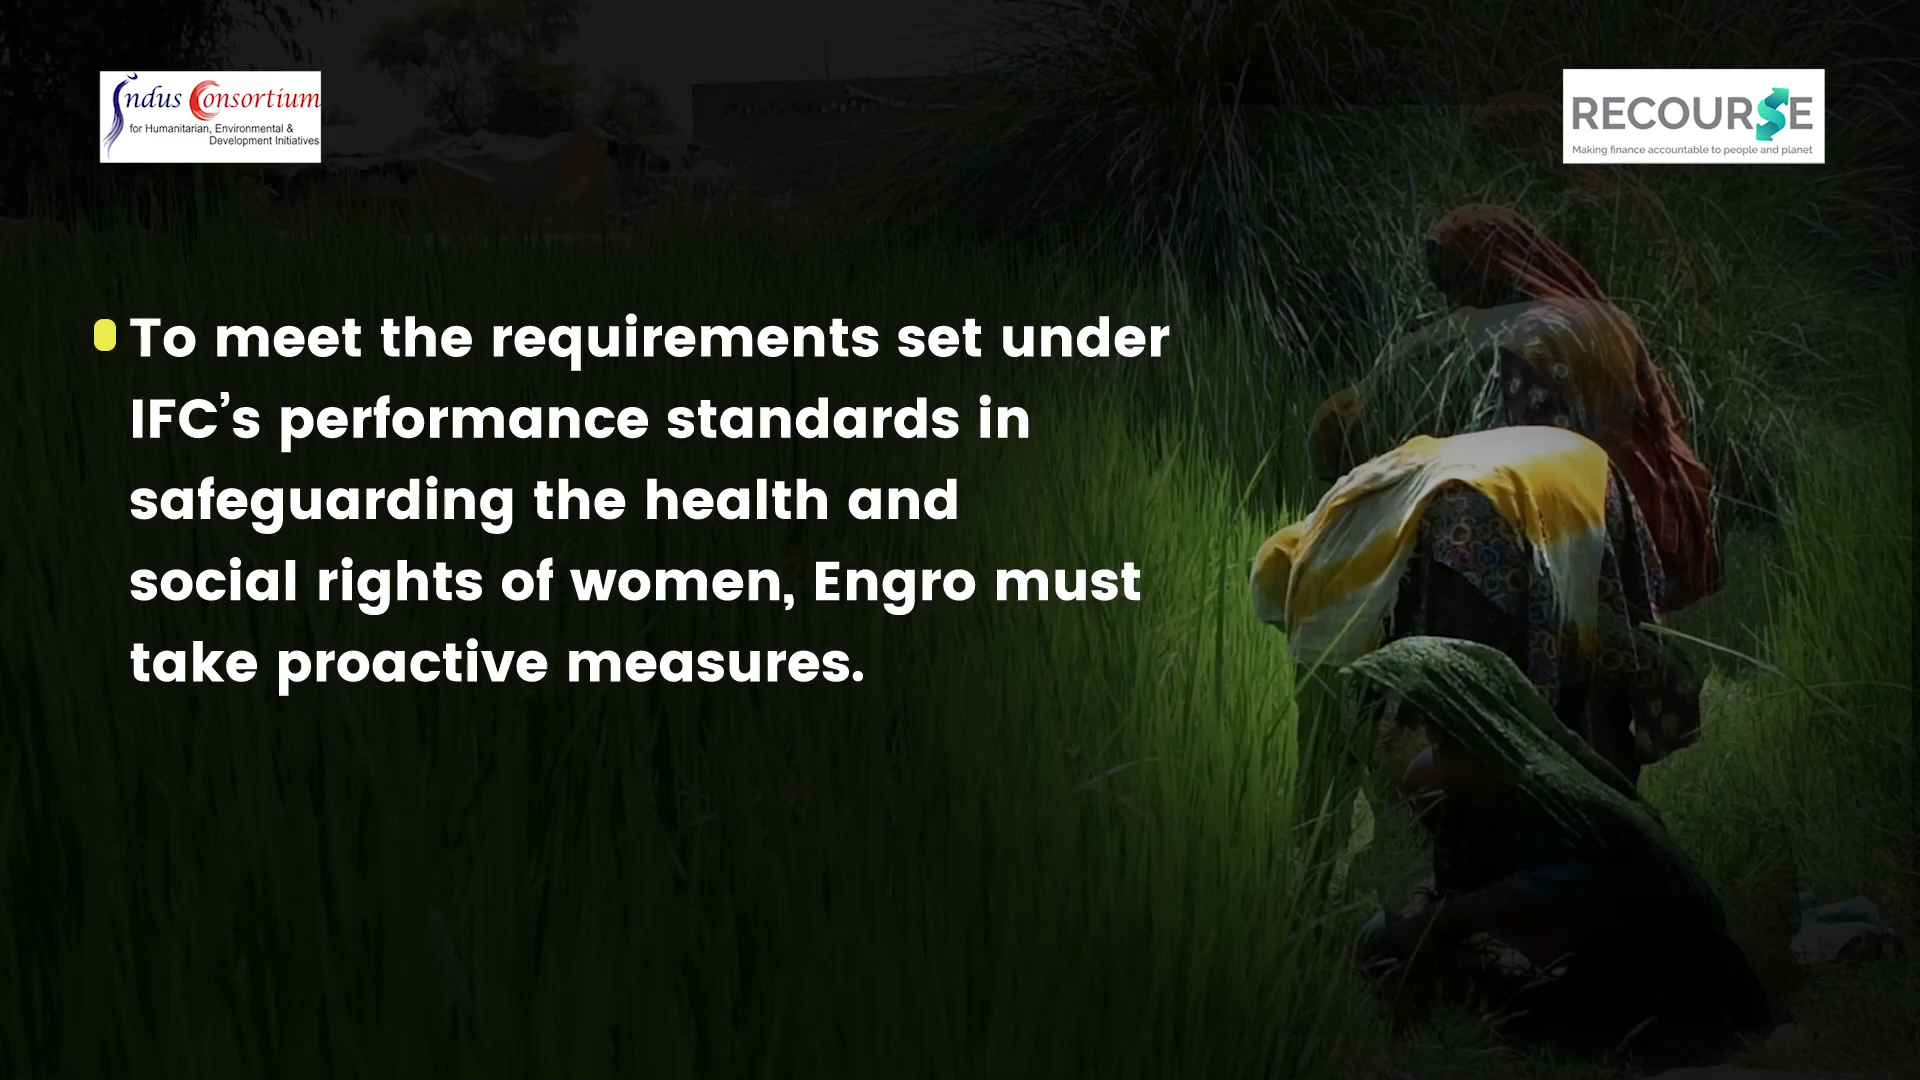 Indus Consortium
for Humanitarian, Environmental &
Development Initiatives
RECOURSE
Making finance accountable to people and planet
To meet the requirements set under
IFC’s performance standards in
safeguarding the health and
social rights of women, Engro must
take proactive measures.